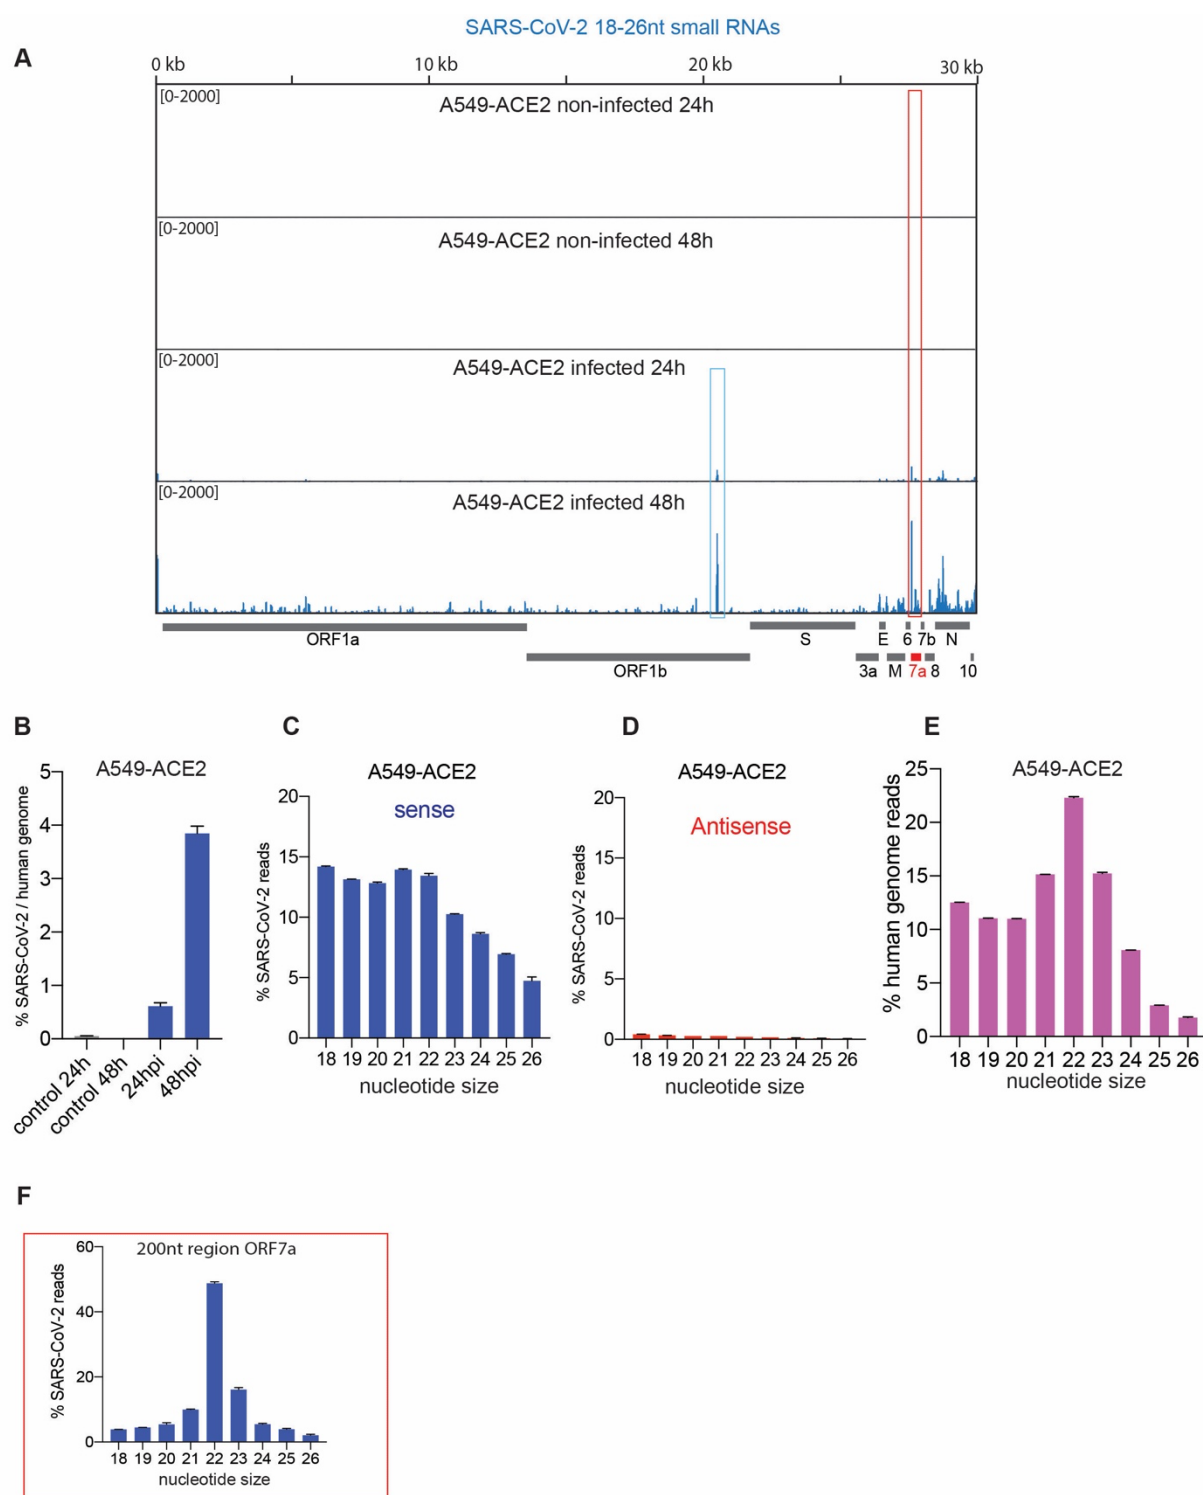 SARS-CoV-2 18-26nt small RNAs
A
0 kb 10 kb 20 kb 30 kb
[0-2000]
A549-ACE2 non-infected 24h
[0-2000]
A549-ACE2 non-infected 48h
[0-2000]
A549-ACE2 infected 24h
[0-2000]
A549-ACE2 infected 48h
ORF1a S E 6 7b N
ORF1b 3a M 7a 8 10
B
A549-ACE2
% SARS-CoV-2 / human genome
5
4
3
2
1
0
control 24h
control 48h
24hpi
48hpi
C
A549-ACE2
sense
% SARS-CoV-2 reads
20
15
10
5
0
18 19 20 21 22 23 24 25 26
nucleotide size
D
A549-ACE2
Antisense
% SARS-CoV-2 reads
20
15
10
5
0
18 19 20 21 22 23 24 25 26
nucleotide size
E
A549-ACE2
% human genome reads
25
20
15
10
5
0
18 19 20 21 22 23 24 25 26
nucleotide size
F
200nt region ORF7a
% SARS-CoV-2 reads
60
40
20
0
18 19 20 21 22 23 24 25 26
nucleotide size